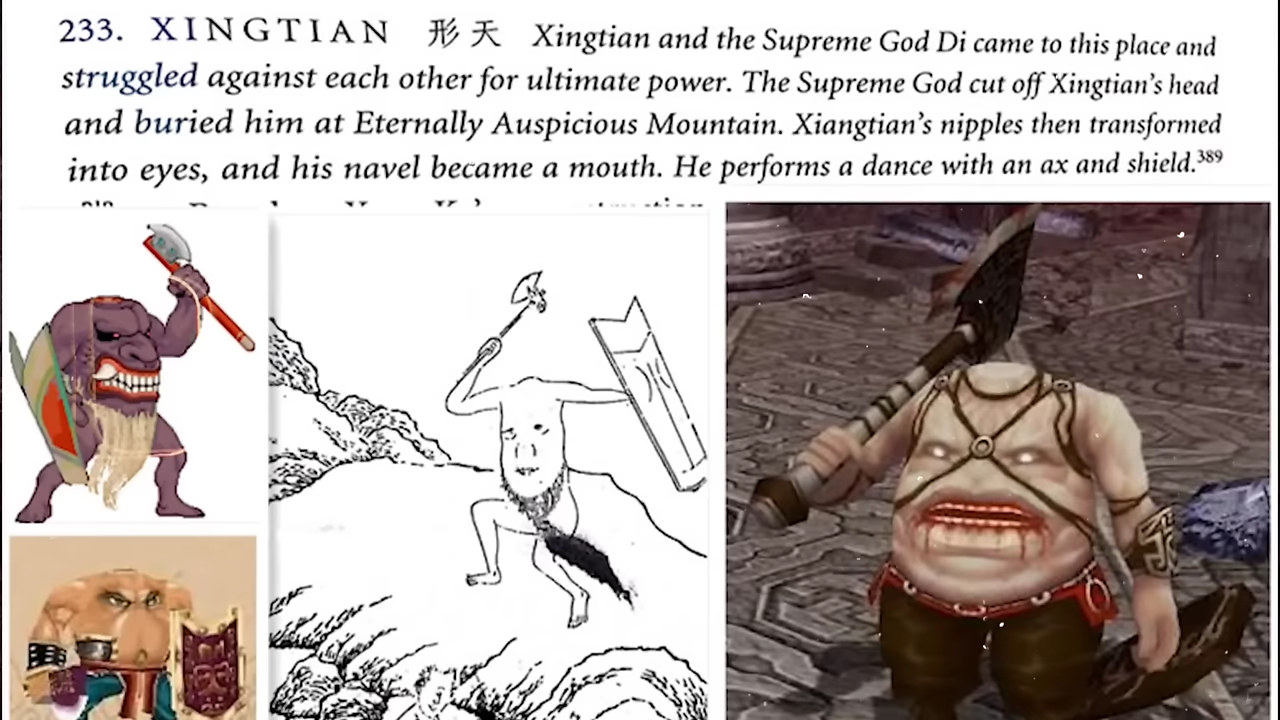 233. XINGTIAN 形天 Xingtian and the Supreme God Di came to this place and
struggled against each other for ultimate power. The Supreme God cut off Xingtian’s head
and buried him at Eternally Auspicious Mountain. Xiangtian’s nipples then transformed
into eyes, and his navel became a mouth. He performs a dance with an ax and shield.389